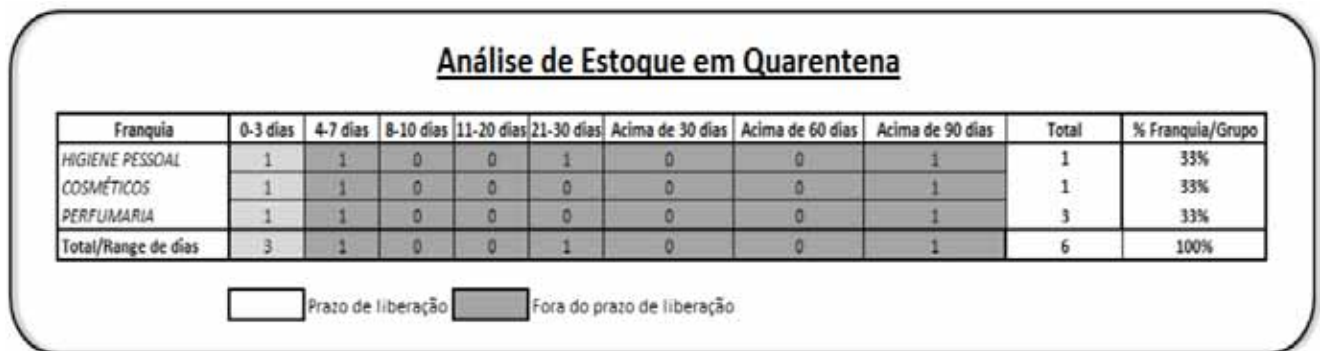 Análise de Estoque em Quarentena
Franquia 0-3 dias 4-7 dias 8-10 dias 11-20 dias 21-30 dias Acima de 30 dias Acima de 60 dias Acima de 90 dias Total % Franquia/Grupo
HIGIENE PESSOAL 1 1 0 0 1 0 0 1 1 33%
COSMÉTICOS 1 1 0 0 0 0 0 1 1 33%
PERFUMARIA 1 1 0 0 0 0 0 1 3 33%
Total/Range de dias 3 1 0 0 1 0 0 1 6 100%
Prazo de liberação Fora do prazo de liberação